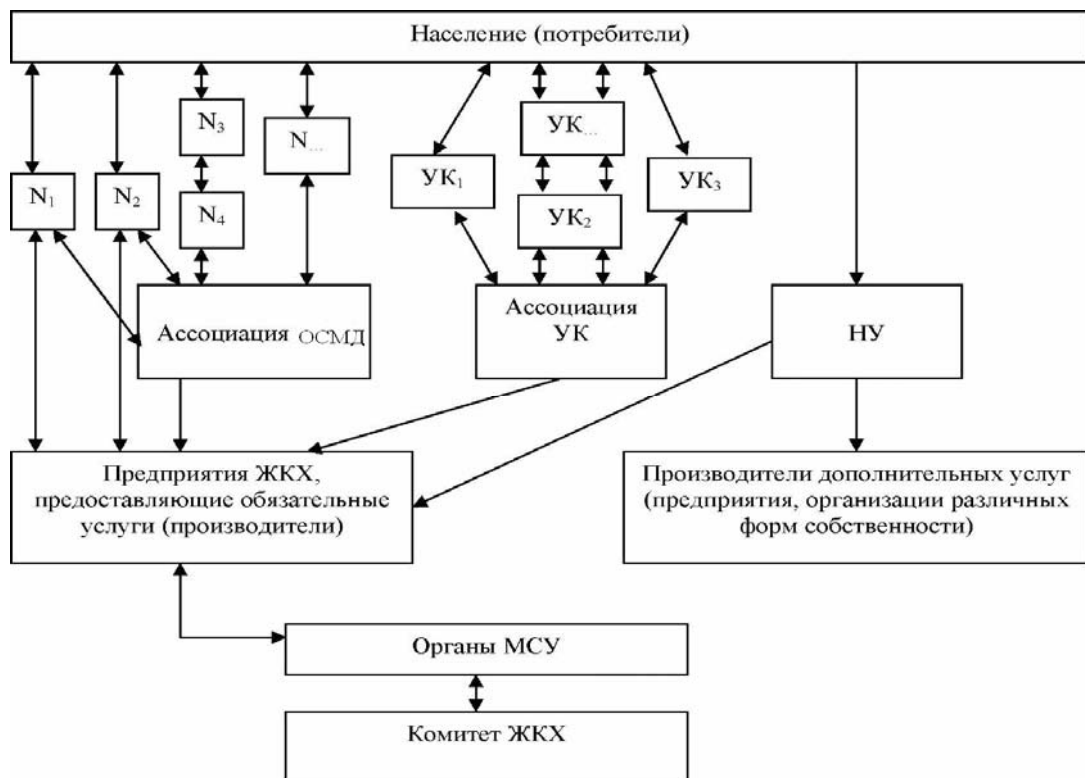 Население (потребители)
N₃
N...
УК...
УК₁
УК₃
N₁
N₂
N₄
УК₂
Ассоциация ОСМД
Ассоциация
УК
НУ
Предприятия ЖКХ,
предоставляющие обязательные
услуги (производители)
Производители дополнительных услуг
(предприятия, организации различных
форм собственности)
Органы МСУ
Комитет ЖКХ